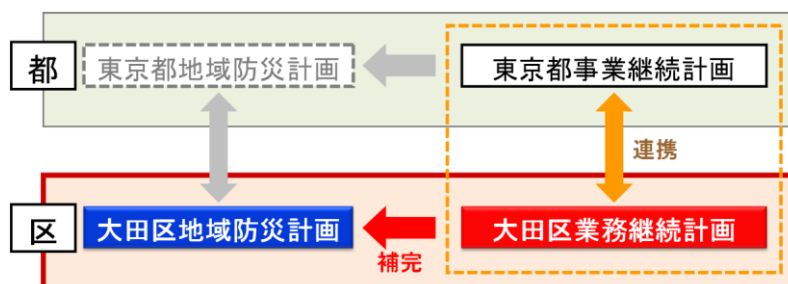 都
東京都地域防災計画
東京都事業継続計画
連携
区
大田区地域防災計画
大田区業務継続計画
補完